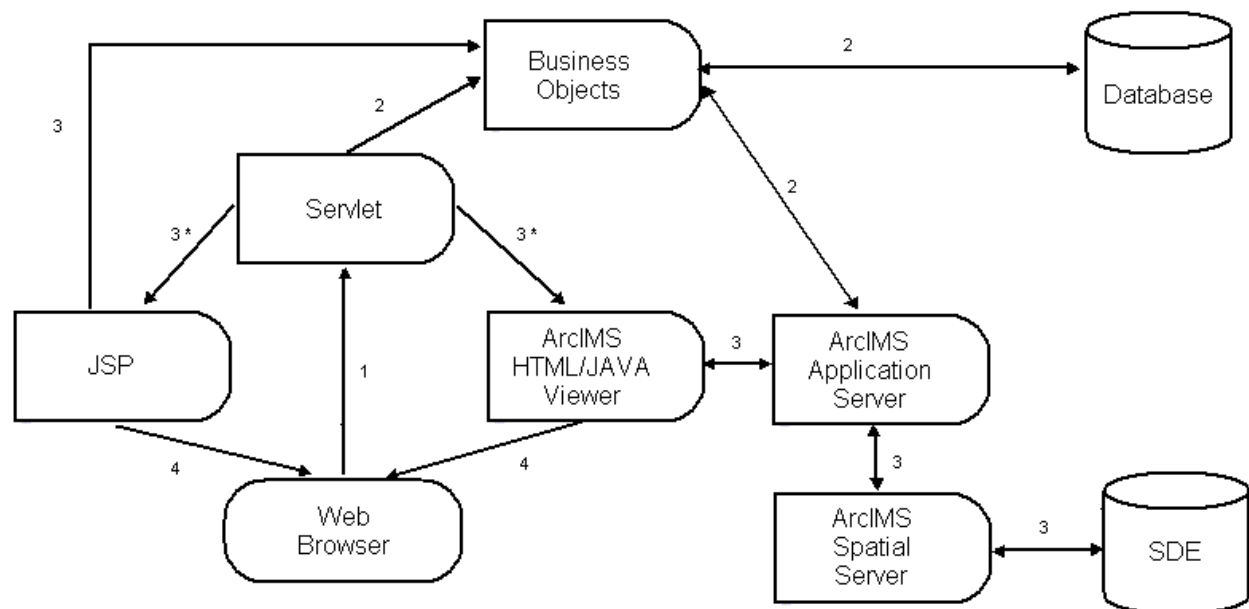 Business
Objects
2
Database
3
2
Servlet
2
3 *
3 *
JSP
1
ArcIMS
HTML/JAVA
Viewer
3
ArcIMS
Application
Server
4
4
3
Web
Browser
ArcIMS
Spatial
Server
3
SDE